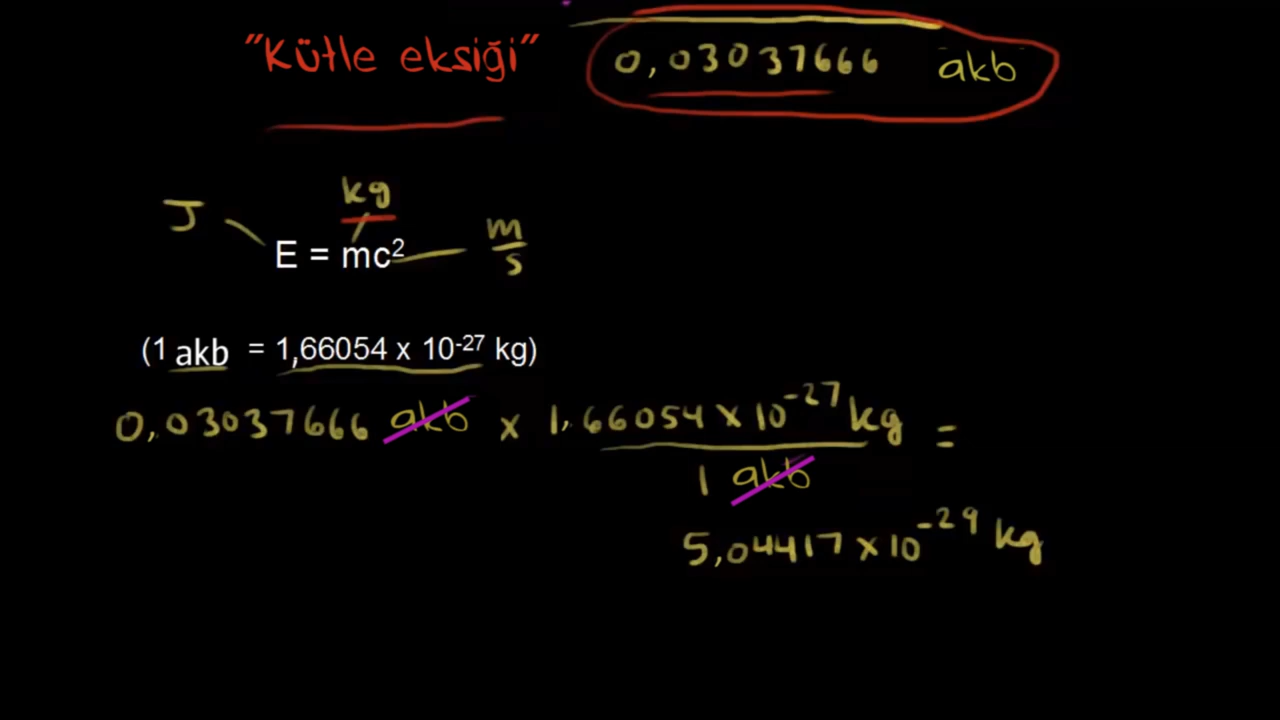 "Kütle eksiği" 0,03037666 akb
kg
J
m
E = mc²
s
(1 akb = 1,66054 x 10⁻²⁷ kg)
0,03037666 akb x 1,66054 x 10⁻²⁷ kg =
1 akb
5,04417 x 10⁻²⁹ kg